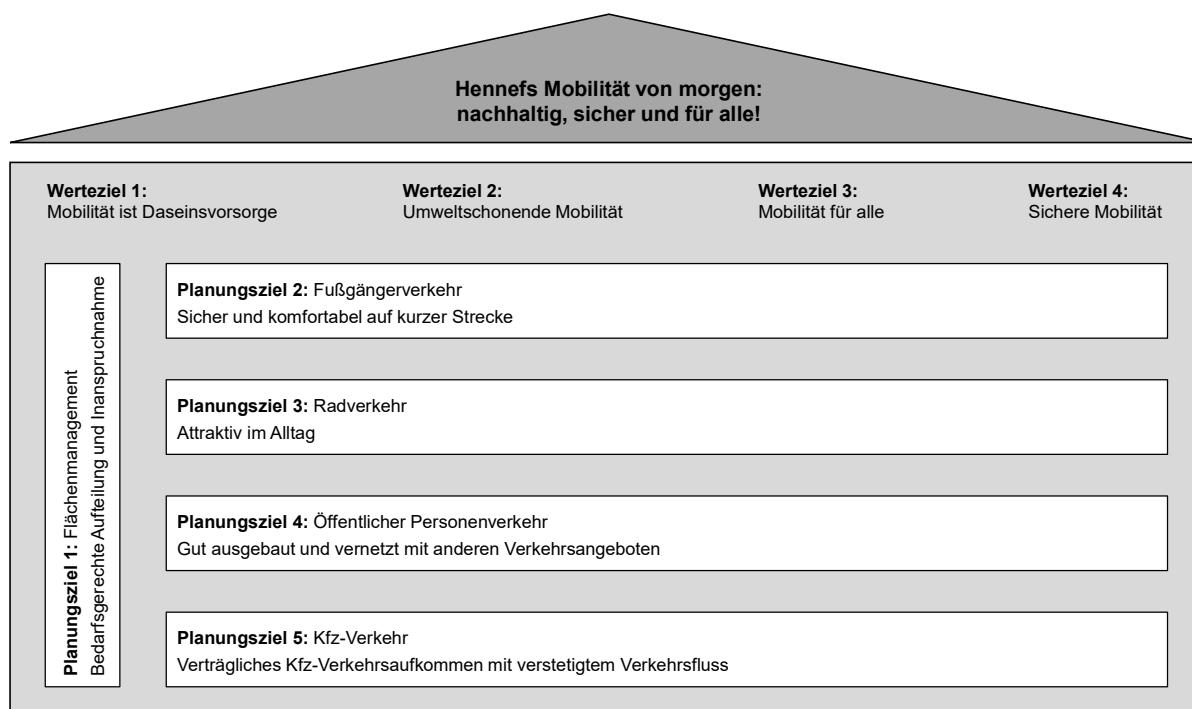 Hennefs Mobilität von morgen:
nachhaltig, sicher und für alle!
Werteziel 1:
Mobilität ist Daseinsvorsorge
Werteziel 2:
Umweltschonende Mobilität
Werteziel 3:
Mobilität für alle
Werteziel 4:
Sichere Mobilität
Planungsziel 1: Flächenmanagement
Bedarfsgerechte Aufteilung und Inanspruchnahme
Planungsziel 2: Fußgängerverkehr
Sicher und komfortabel auf kurzer Strecke
Planungsziel 3: Radverkehr
Attraktiv im Alltag
Planungsziel 4: Öffentlicher Personenverkehr
Gut ausgebaut und vernetzt mit anderen Verkehrsangeboten
Planungsziel 5: Kfz-Verkehr
Verträgliches Kfz-Verkehrsaufkommen mit verstetigtem Verkehrsfluss